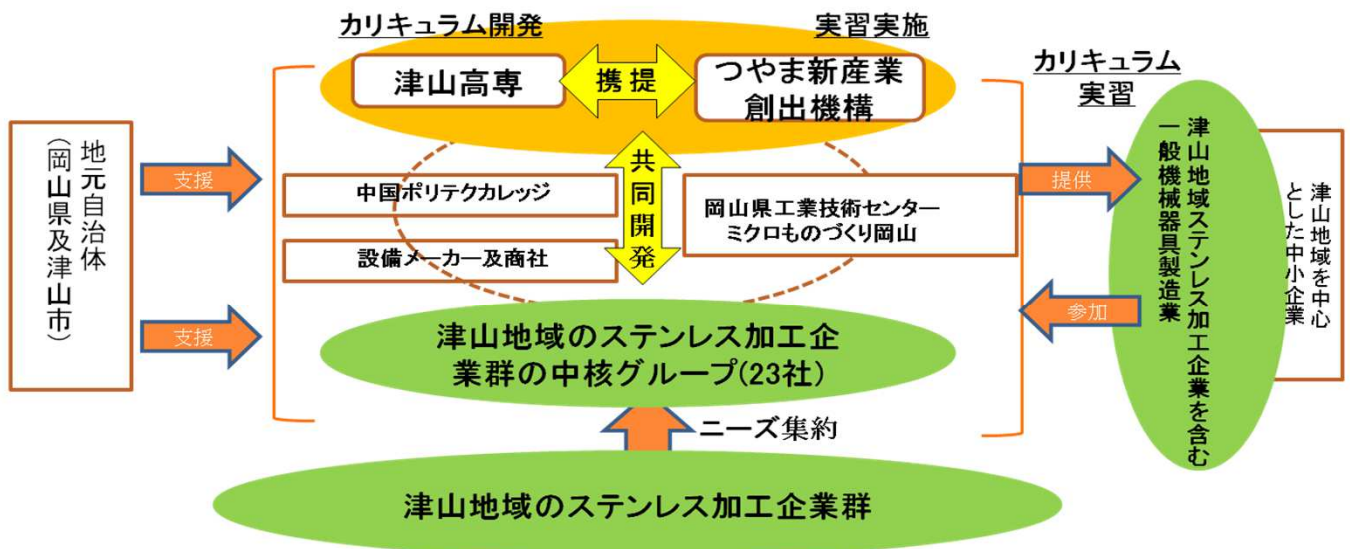 カリキュラム開発
実習実施
津山高専
携提
つやま新産業
創出機構
カリキュラム
実習
地元自治体
(岡山県及津山市)
支援
支援
中国ポリテクカレッジ
設備メーカー及商社
共同開発
岡山県工業技術センター
ミクロものづくり岡山
提供
参加
津山地域ステンレス加工企業を含む
一般機械器具製造業
津山地域を中心
とした中小企業
津山地域のステンレス加工企
業群の中核グループ(23社)
ニーズ集約
津山地域のステンレス加工企業群